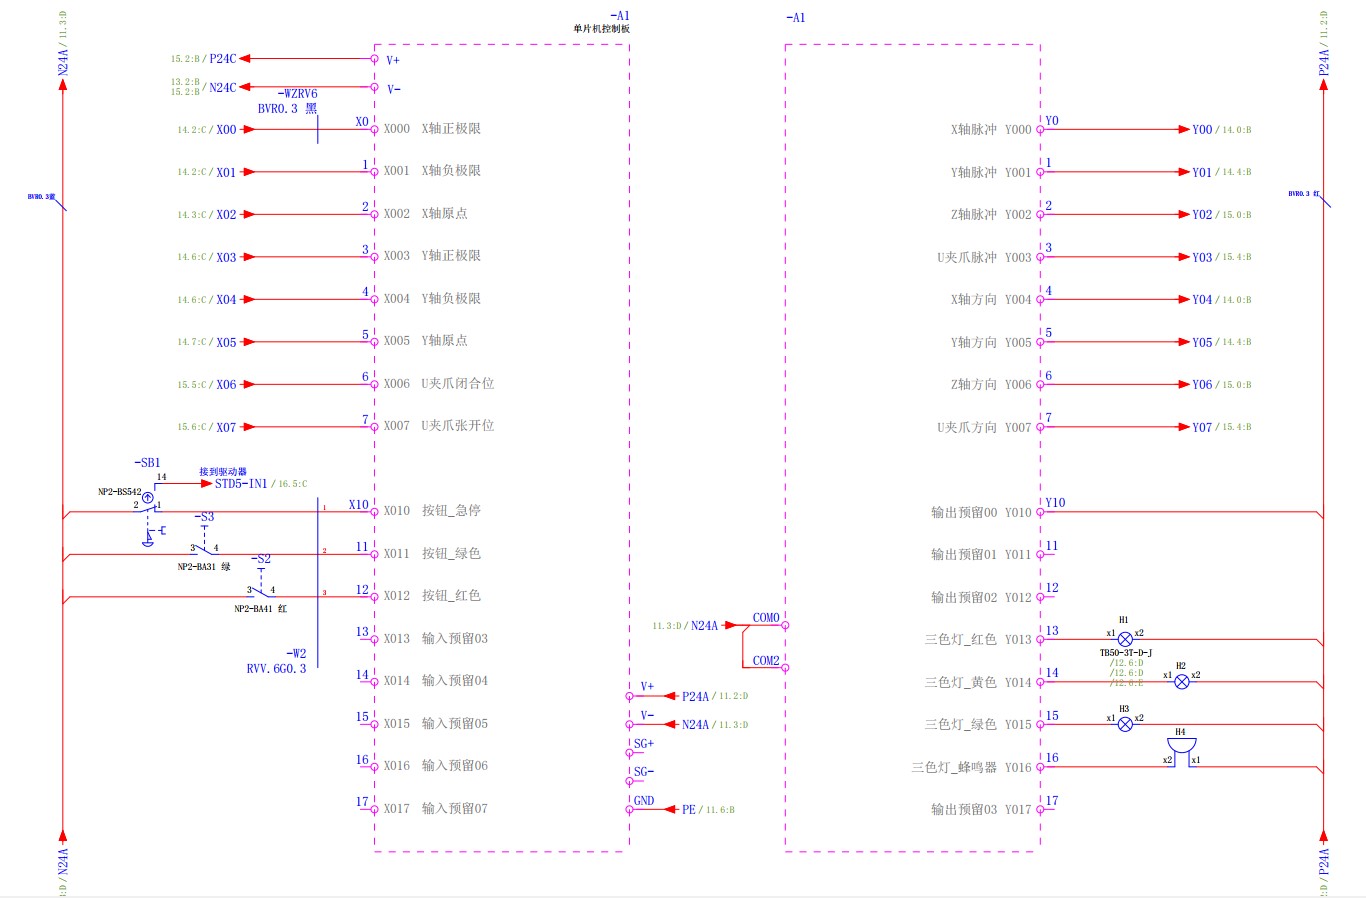 N24A / 11.3:D
-A1
单片机控制板
-A1
P24A / 11.2:D
15.2:B / P24C
V+
13.2:B
15.2:B / N24C
V-
-WZRV6
BVR0.3 黑
14.2:C / X00
X0
X000 X轴正极限
14.2:C / X01
1
X001 X轴负极限
BVR0.3蓝
14.3:C / X02
2
X002 X轴原点
14.6:C / X03
3
X003 Y轴正极限
14.6:C / X04
4
X004 Y轴负极限
14.7:C / X05
5
X005 Y轴原点
15.5:C / X06
6
X006 U夹爪闭合位
15.6:C / X07
7
X007 U夹爪张开位
-SB1
接到驱动器
14
STD5-IN1 / 16.5:C
NP2-BS542
2 1
1
X10
X010 按钮_急停
-S3
3 4
2
11
X011 按钮_绿色
NP2-BA31 绿
-S2
3 4
3
12
X012 按钮_红色
NP2-BA41 红
13
X013 输入预留03
-W2
RVV.6G0.3
14
X014 输入预留04
15
X015 输入预留05
16
X016 输入预留06
17
X017 输入预留07
11.3:D / N24A
COM0
COM2
V+
P24A / 11.2:D
V-
N24A / 11.3:D
SG+
SG-
GND
PE / 11.6:B
X轴脉冲 Y000
Y0
Y00 / 14.0:B
Y轴脉冲 Y001
1
Y01 / 14.4:B
BVR0.3 红
Z轴脉冲 Y002
2
Y02 / 15.0:B
U夹爪脉冲 Y003
3
Y03 / 15.4:B
X轴方向 Y004
4
Y04 / 14.0:B
Y轴方向 Y005
5
Y05 / 14.4:B
Z轴方向 Y006
6
Y06 / 15.0:B
U夹爪方向 Y007
7
Y07 / 15.4:B
输出预留00 Y010
Y10
输出预留01 Y011
11
输出预留02 Y012
12
三色灯_红色 Y013
13
H1
x1 x2
TB50-3T-D-J
/12.6:D
/12.6:D
/12.6:E
三色灯_黄色 Y014
14
H2
x1 x2
三色灯_绿色 Y015
15
H3
x1 x2
三色灯_蜂鸣器 Y016
16
H4
x2 x1
输出预留03 Y017
17
N24A
:D
P24A
:D